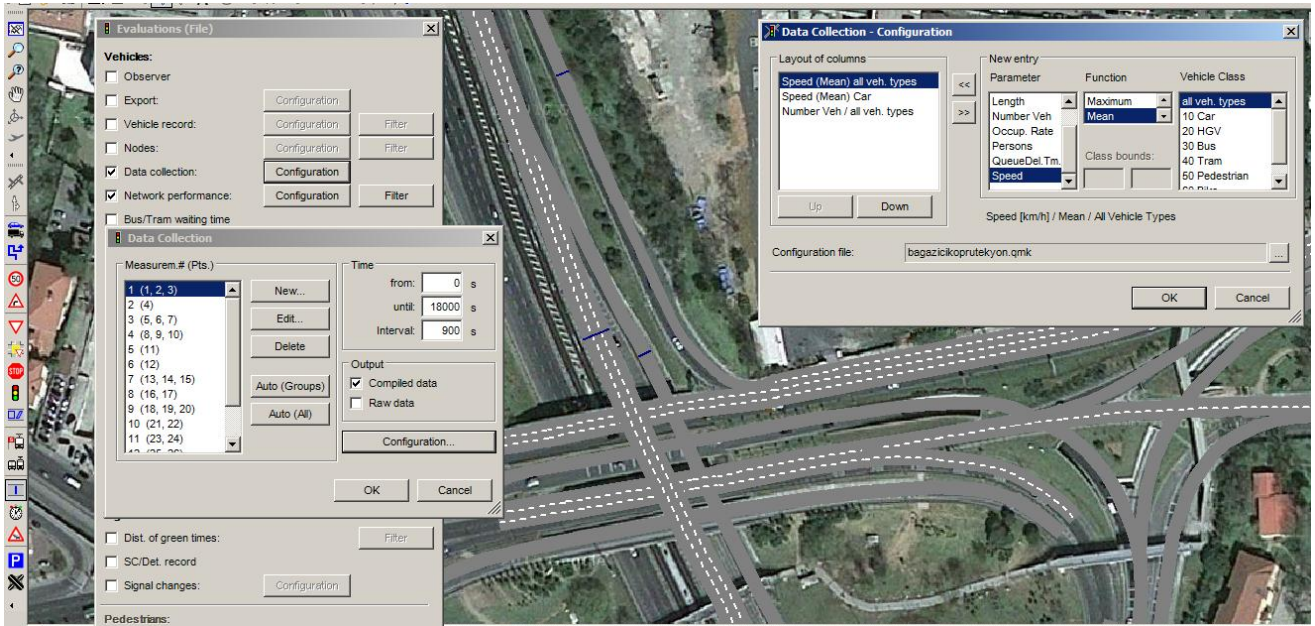 Evaluations (File)
Vehicles:
Observer
Export: Configuration
Vehicle record: Configuration Filter
Nodes: Configuration Filter
Data collection: Configuration
Network performance: Configuration Filter
Bus/Tram waiting time
Data Collection
Measurem.# (Pts.)
1 (1, 2, 3)
2 (4)
3 (5, 6, 7)
4 (8, 9, 10)
5 (11)
6 (12)
7 (13, 14, 15)
8 (16, 17)
9 (18, 19, 20)
10 (21, 22)
11 (23, 24)
New...
Edit...
Delete
Auto (Groups)
Auto (All)
Time
from: 0 s
until: 18000 s
Interval: 900 s
Output
Compiled data
Raw data
Configuration...
OK Cancel
Dist. of green times: Filter
SC/Det. record
Signal changes: Configuration
Pedestrians:
Data Collection - Configuration
Layout of columns
Speed (Mean) all veh. types
Speed (Mean) Car
Number Veh / all veh. types
Up Down
<<
>>
New entry
Parameter
Length
Number Veh
Occup. Rate
Persons
QueueDel.Tm.
Speed
Function
Maximum
Mean
Class bounds:
Vehicle Class
all veh. types
10 Car
20 HGV
30 Bus
40 Tram
50 Pedestrian
Speed [km/h] / Mean / All Vehicle Types
Configuration file: bagazicikoprutekyon.qmk ...
OK Cancel
50
STOP
P